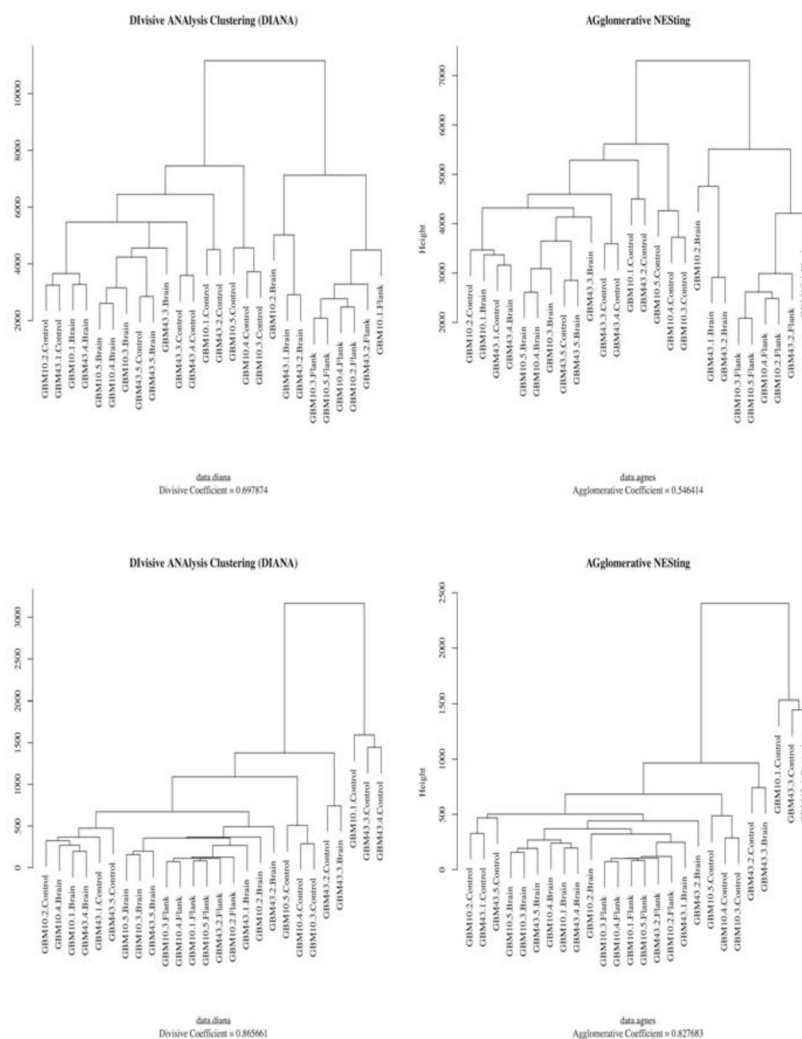 DIvisive ANAlysis Clustering (DIANA)
10000
8000
6000
4000
2000
GBM10.2.Control
GBM43.1.Control
GBM10.1.Brain
GBM43.4.Brain
GBM10.5.Brain
GBM10.4.Brain
GBM10.3.Brain
GBM43.5.Control
GBM43.5.Brain
GBM43.3.Brain
GBM43.3.Control
GBM43.4.Control
GBM10.1.Control
GBM43.2.Control
GBM10.5.Control
GBM10.4.Control
GBM10.3.Control
GBM10.2.Brain
GBM43.1.Brain
GBM43.2.Brain
GBM10.3.Flank
GBM10.5.Flank
GBM10.4.Flank
GBM10.2.Flank
GBM43.2.Flank
GBM10.1.Flank
data.diana
Divisive Coefficient = 0.697874
AGglomerative NESting
Height
7000
6000
5000
4000
3000
2000
GBM10.2.Control
GBM10.1.Brain
GBM43.1.Control
GBM43.4.Brain
GBM10.5.Brain
GBM10.4.Brain
GBM10.3.Brain
GBM43.5.Control
GBM43.5.Brain
GBM43.3.Brain
GBM43.3.Control
GBM43.4.Control
GBM10.1.Control
GBM43.2.Control
GBM10.5.Control
GBM10.4.Control
GBM10.3.Control
GBM10.2.Brain
GBM43.1.Brain
GBM43.2.Brain
GBM10.3.Flank
GBM10.5.Flank
GBM10.4.Flank
GBM10.2.Flank
GBM43.2.Flank
data.agnes
Agglomerative Coefficient = 0.546414
DIvisive ANAlysis Clustering (DIANA)
3000
2500
2000
1500
1000
500
0
GBM10.2.Control
GBM10.4.Brain
GBM10.1.Brain
GBM43.4.Brain
GBM43.1.Control
GBM43.5.Control
GBM10.5.Brain
GBM10.3.Brain
GBM43.5.Brain
GBM10.3.Flank
GBM10.4.Flank
GBM10.1.Flank
GBM10.5.Flank
GBM43.2.Flank
GBM10.2.Flank
GBM43.1.Brain
GBM10.2.Brain
GBM43.2.Brain
GBM10.5.Control
GBM10.4.Control
GBM10.3.Control
GBM43.2.Control
GBM43.3.Brain
GBM10.1.Control
GBM43.3.Control
GBM43.4.Control
data.diana
Divisive Coefficient = 0.865661
AGglomerative NESting
Height
2500
2000
1500
1000
500
0
GBM10.2.Control
GBM43.1.Control
GBM43.5.Control
GBM10.5.Brain
GBM10.3.Brain
GBM43.5.Brain
GBM10.4.Brain
GBM10.1.Brain
GBM43.4.Brain
GBM10.2.Brain
GBM10.3.Flank
GBM10.4.Flank
GBM10.1.Flank
GBM10.5.Flank
GBM43.2.Flank
GBM10.2.Flank
GBM43.1.Brain
GBM43.2.Brain
GBM10.5.Control
GBM10.4.Control
GBM10.3.Control
GBM43.2.Control
GBM43.3.Brain
GBM10.1.Control
GBM43.3.Control
data.agnes
Agglomerative Coefficient = 0.827683